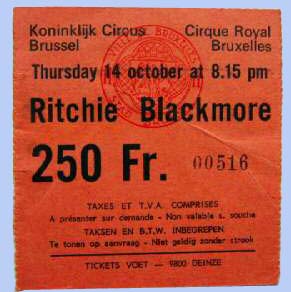 Koninklijk Circus Cirque Royal
Brussel Bruxelles
Thursday 14 october at 8.15 pm
Ritchie Blackmore
250 Fr. 00516
TAXES ET T.V.A. COMPRISES
A présenter sur demande - Non valable s. souche
TAKSEN EN B.T.W. INBEGREPEN
Te tonen op aanvraag - Niet geldig zonder strook
TICKETS VOET - 9800 DEINZE